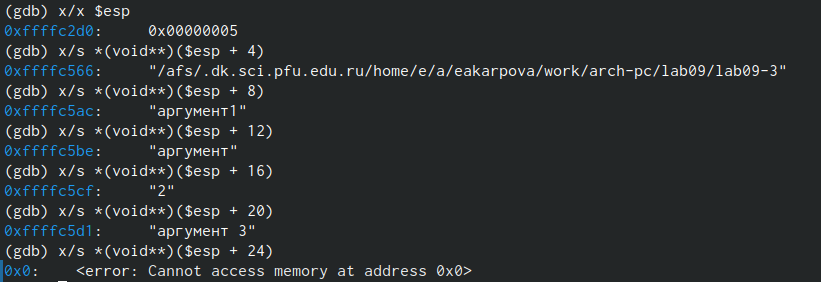 (gdb) x/x $esp
0xffffc2d0:     0x00000005
(gdb) x/s *(void**)($esp + 4)
0xffffc566:     "/afs/.dk.sci.pfu.edu.ru/home/e/a/eakarpova/work/arch-pc/lab09/lab09-3"
(gdb) x/s *(void**)($esp + 8)
0xffffc5ac:     "аргумент1"
(gdb) x/s *(void**)($esp + 12)
0xffffc5be:     "аргумент"
(gdb) x/s *(void**)($esp + 16)
0xffffc5cf:     "2"
(gdb) x/s *(void**)($esp + 20)
0xffffc5d1:     "аргумент 3"
(gdb) x/s *(void**)($esp + 24)
0x0:    <error: Cannot access memory at address 0x0>